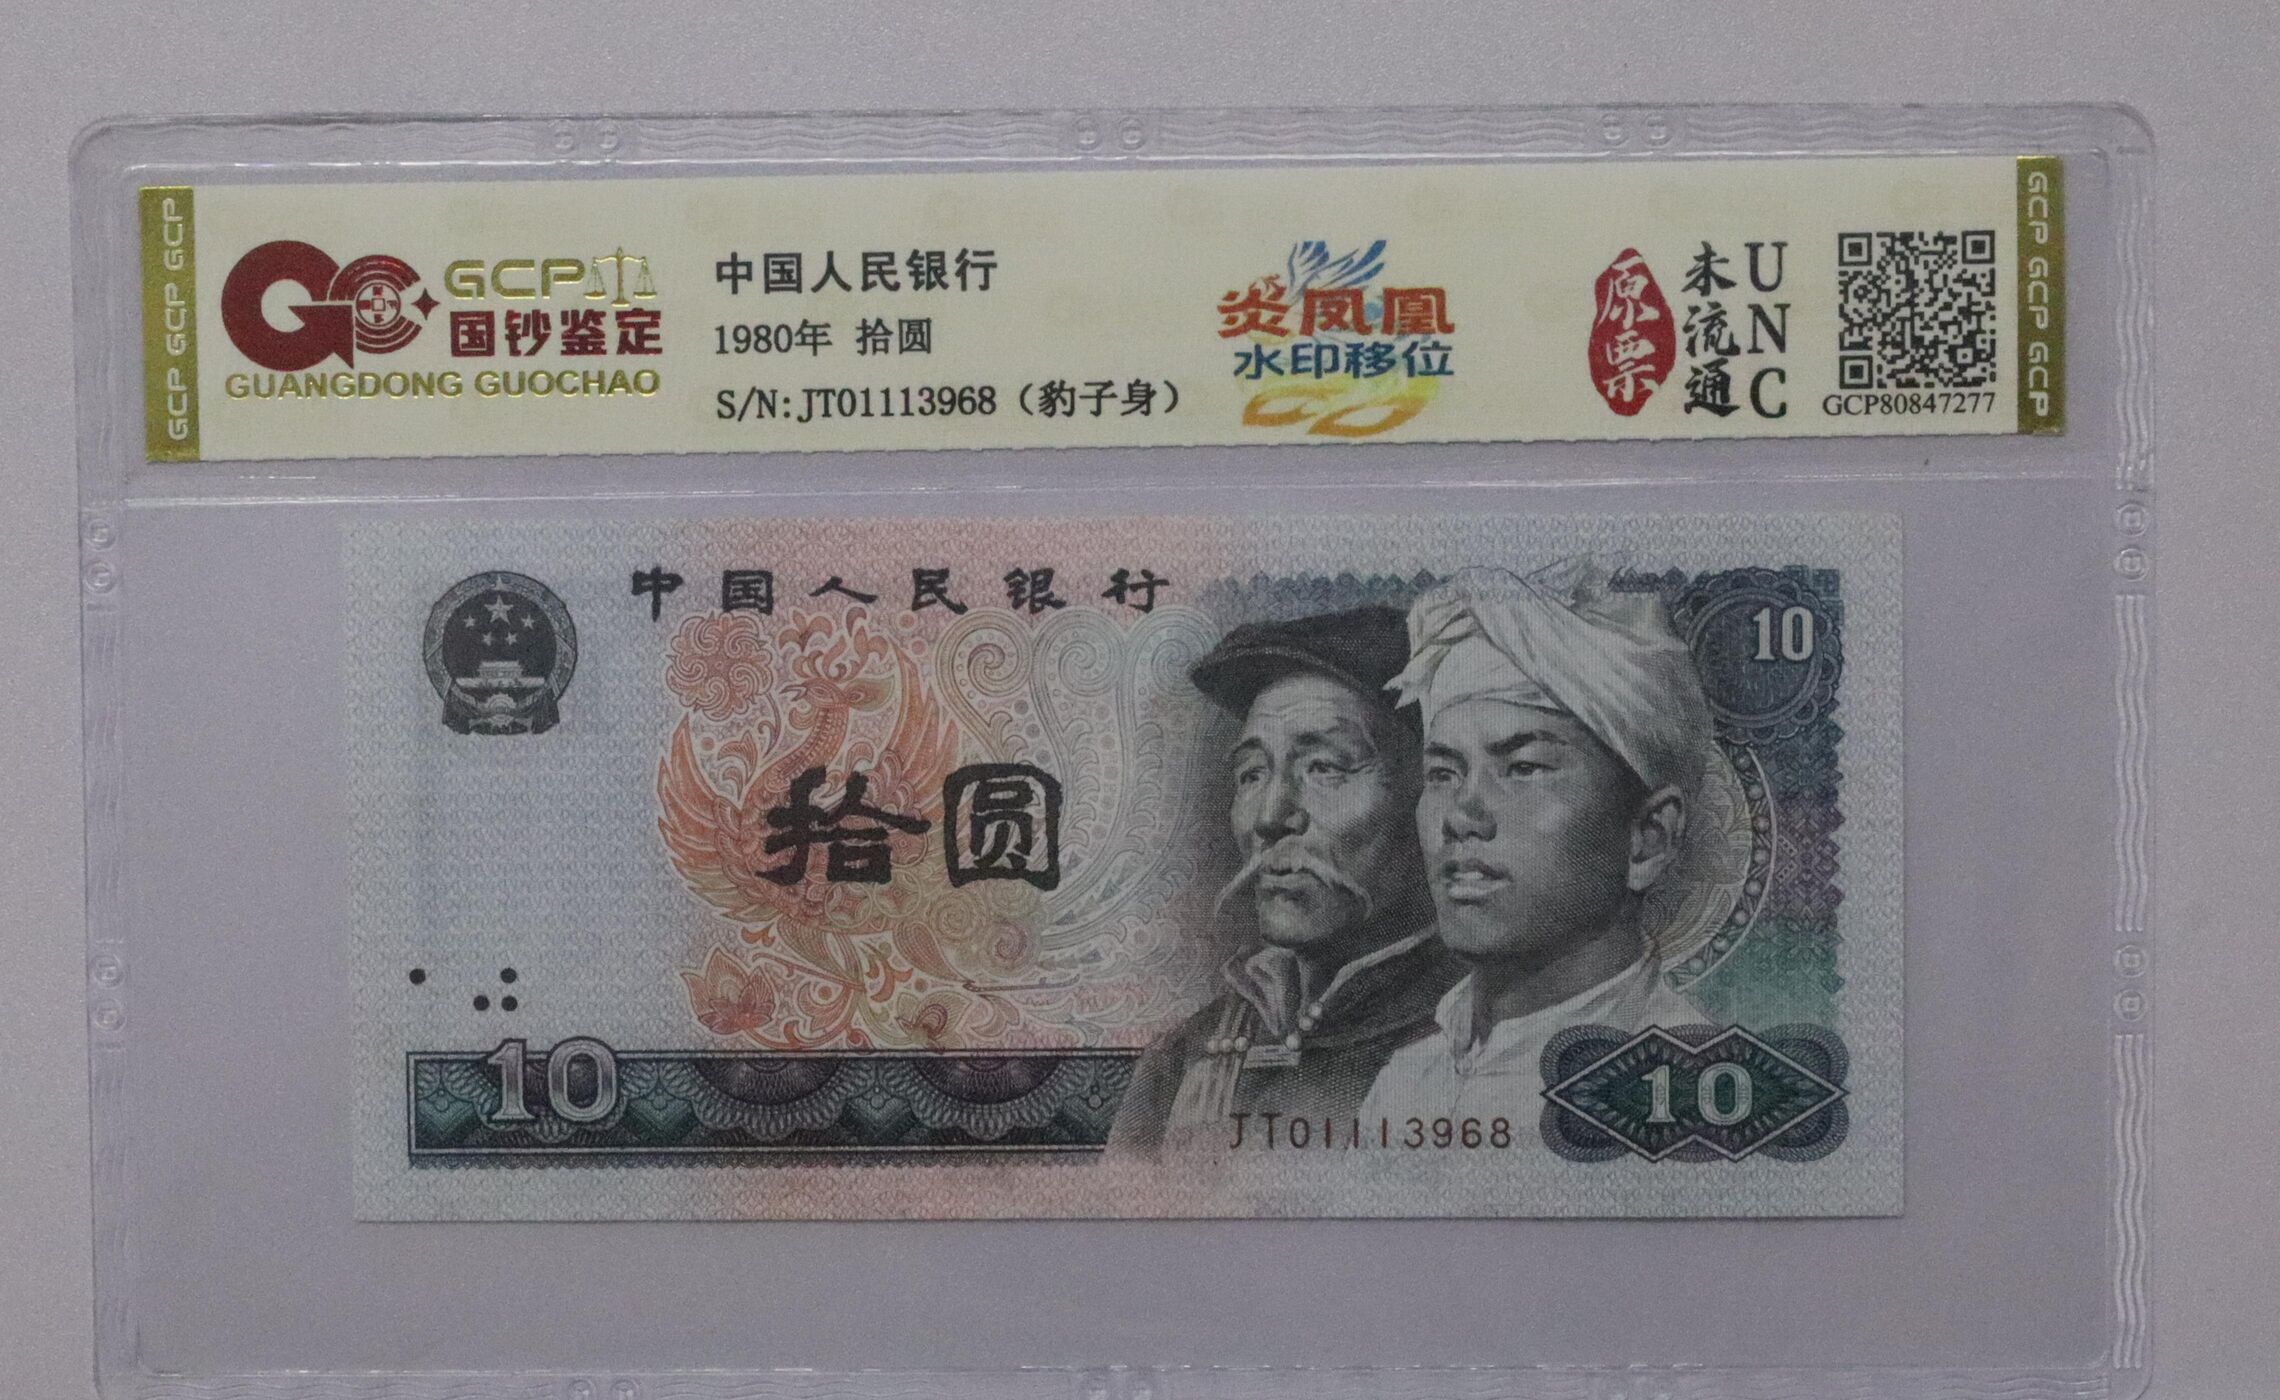 GCP GCP GCP
GCP
国钞鉴定
GUANGDONG GUOCHAO
中国人民银行
1980年 拾圆
S/N:JT01113968（豹子身）
炎凤凰
水印移位
原票
未流通
UNC
GCP80847277
GCP GCP GCP
中国人民银行
10
拾圆
10
10
JT01113968